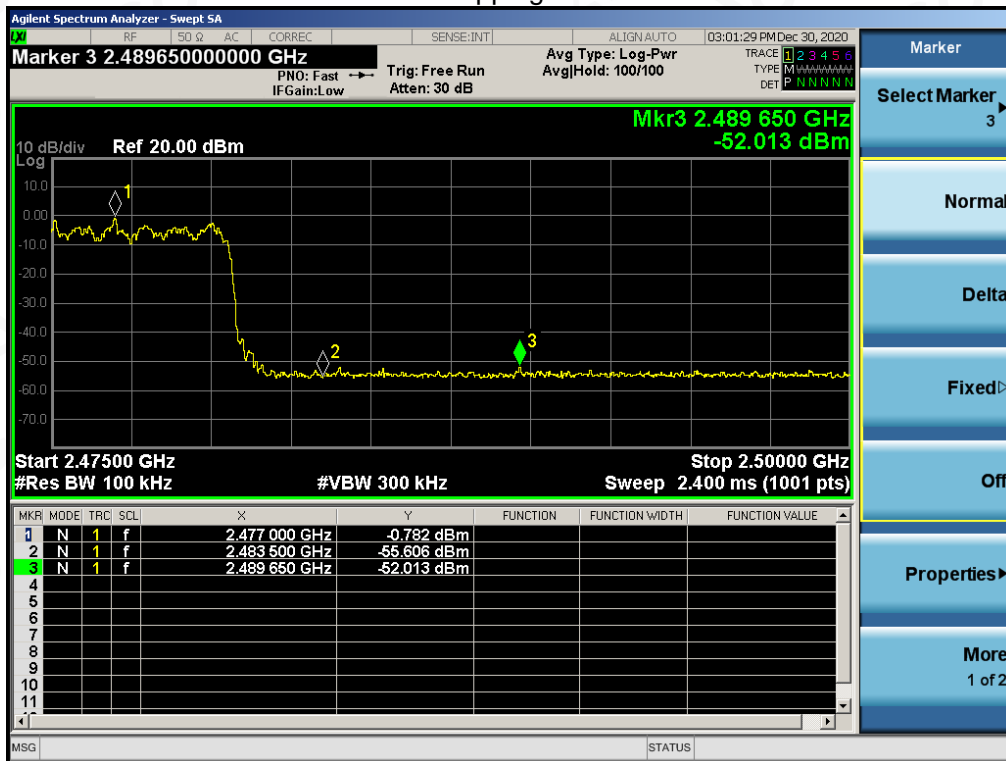 pping
Agilent Spectrum Analyzer - Swept SA
LXI RF 50 Ω AC CORREC SENSE:INT ALIGN AUTO 03:01:29 PM Dec 30, 2020
Marker 3 2.489650000000 GHz Avg Type: Log-Pwr TRACE 1 2 3 4 5 6
PNO: Fast Trig: Free Run Avg|Hold: 100/100 TYPE M WWWWW
IFGain:Low Atten: 30 dB DET P N N N N N
Mkr3 2.489 650 GHz
10 dB/div Ref 20.00 dBm -52.013 dBm
Log
10.0
0.00
-10.0
-20.0
-30.0
-40.0
-50.0
-60.0
-70.0
1
2
3
Start 2.47500 GHz Stop 2.50000 GHz
#Res BW 100 kHz #VBW 300 kHz Sweep 2.400 ms (1001 pts)
MKR MODE TRC SCL X Y FUNCTION FUNCTION WIDTH FUNCTION VALUE
1 N 1 f 2.477 000 GHz -0.782 dBm
2 N 1 f 2.483 500 GHz -55.606 dBm
3 N 1 f 2.489 650 GHz -52.013 dBm
4
5
6
7
8
9
10
11
MSG STATUS
Marker
Select Marker
3
Normal
Delta
Fixed
Off
Properties
More
1 of 2